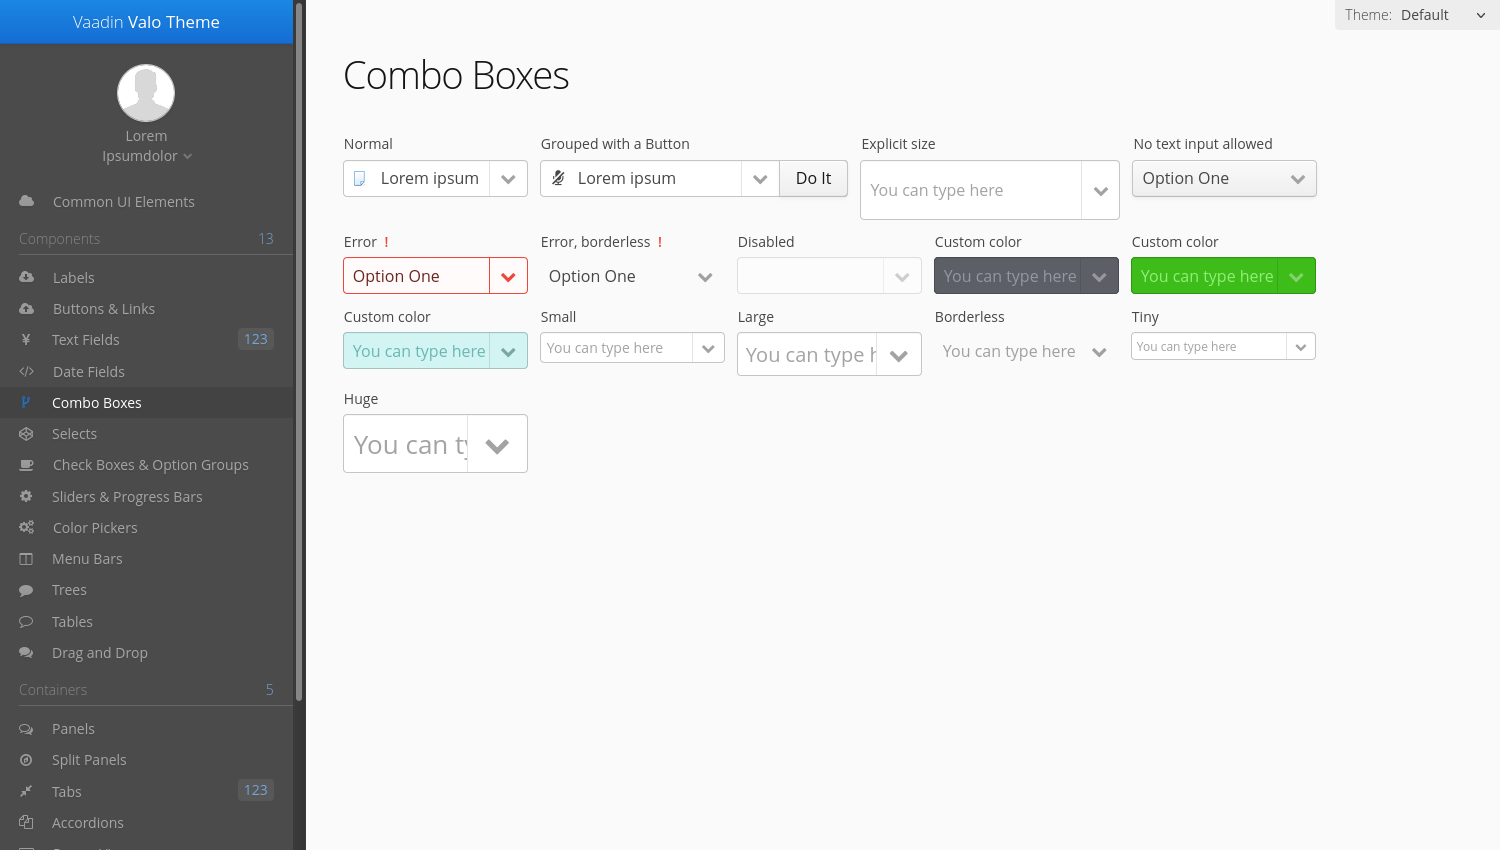 Vaadin Valo Theme
Lorem
Ipsumdolor
Common UI Elements
Components 13
Labels
Buttons & Links
Text Fields 123
Date Fields
Combo Boxes
Selects
Check Boxes & Option Groups
Sliders & Progress Bars
Color Pickers
Menu Bars
Trees
Tables
Drag and Drop
Containers 5
Panels
Split Panels
Tabs 123
Accordions
Theme: Default
Combo Boxes
Normal
Lorem ipsum
Grouped with a Button
Lorem ipsum
Do It
Explicit size
You can type here
No text input allowed
Option One
Error !
Option One
Error, borderless !
Option One
Disabled
Custom color
You can type here
Custom color
You can type here
Custom color
You can type here
Small
You can type here
Large
You can type
Borderless
You can type here
Tiny
You can type here
Huge
You can